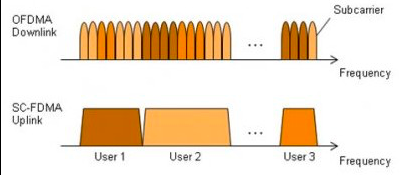 OFDMA
Downlink
Subcarrier
...
Frequency
SC-FDMA
Uplink
...
User 1
User 2
User 3
Frequency